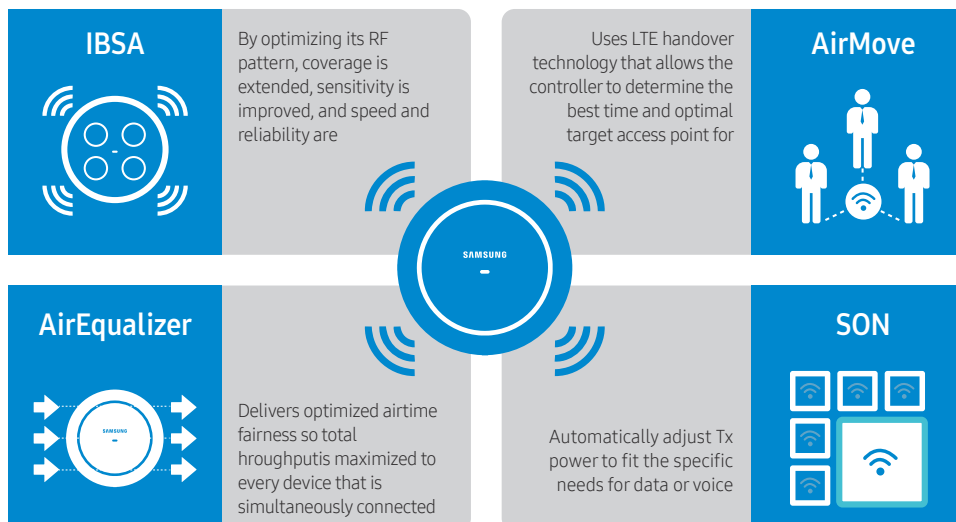 IBSA
By optimizing its RF
pattern, coverage is
extended, sensitivity is
improved, and speed and
reliability are
Uses LTE handover
technology that allows the
controller to determine the
best time and optimal
target access point for
AirMove
SAMSUNG
AirEqualizer
SAMSUNG
Delivers optimized airtime
fairness so total
hroughputis maximized to
every device that is
simultaneously connected
Automatically adjust Tx
power to fit the specific
needs for data or voice
SON